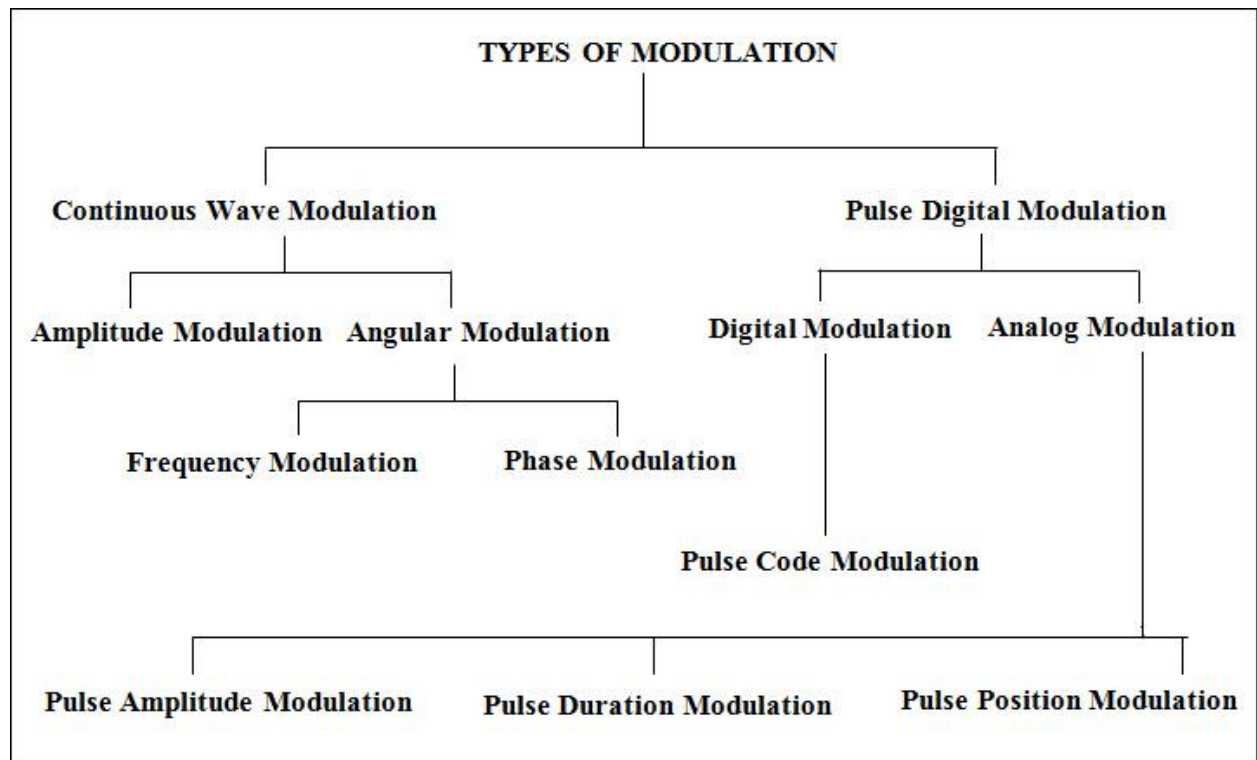 TYPES OF MODULATION
Continuous Wave Modulation
Pulse Digital Modulation
Amplitude Modulation
Angular Modulation
Digital Modulation
Analog Modulation
Frequency Modulation
Phase Modulation
Pulse Code Modulation
Pulse Amplitude Modulation
Pulse Duration Modulation
Pulse Position Modulation